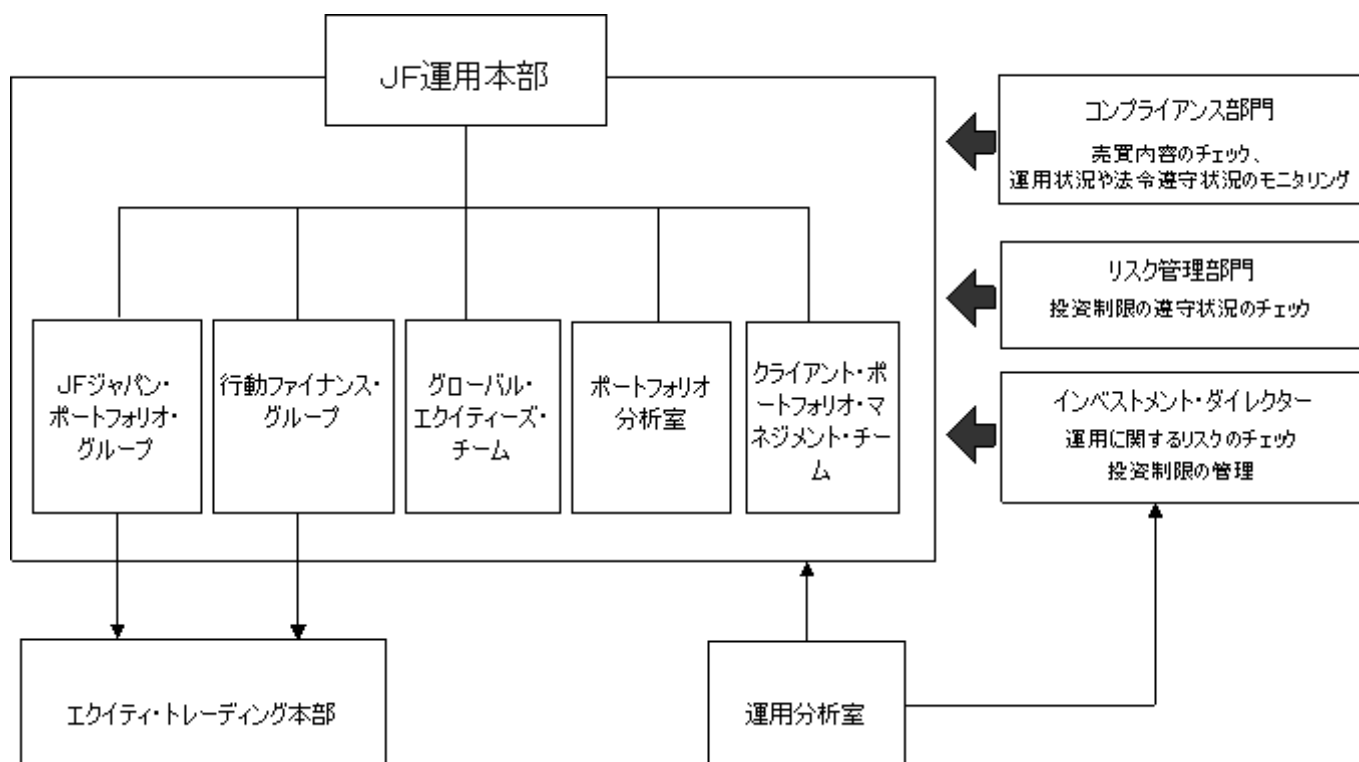 JF運用本部
コンプライアンス部門
売買内容のチェック、
運用状況や法令遵守状況のモニタリング
リスク管理部門
投資制限の遵守状況のチェック
インベストメント・ダイレクター
運用に関するリスクのチェック
投資制限の管理
JFジャパン・
ポートフォリオ・
グループ
行動ファイナンス・
グループ
グローバル・
エクイティーズ・
チーム
ポートフォリオ
分析室
クライアント・ポ
ートフォリオ・マ
ネジメント・チー
ム
エクイティ・トレーディング本部
運用分析室